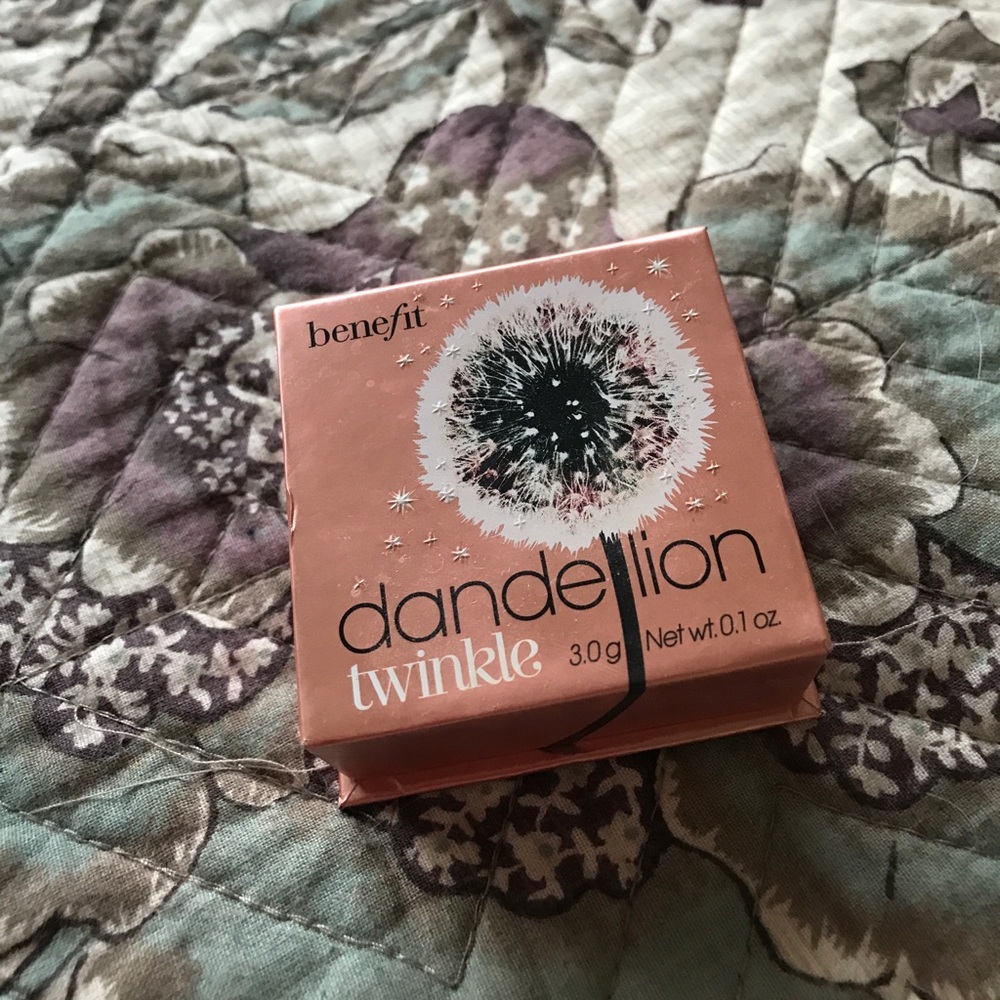 benefit
dandelion
twinkle 3.0 g Net wt. 0.1 oz.